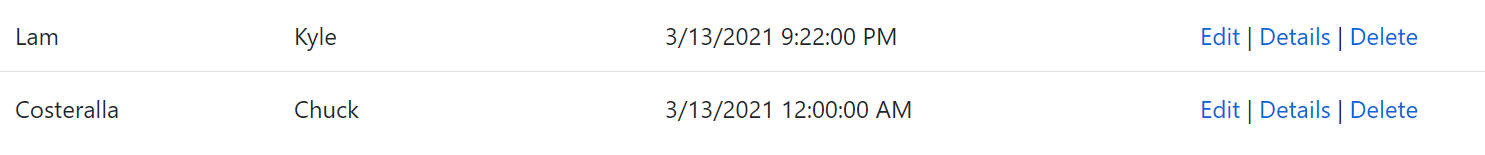 Lam Kyle 3/13/2021 9:22:00 PM Edit | Details | Delete
Costeralla Chuck 3/13/2021 12:00:00 AM Edit | Details | Delete